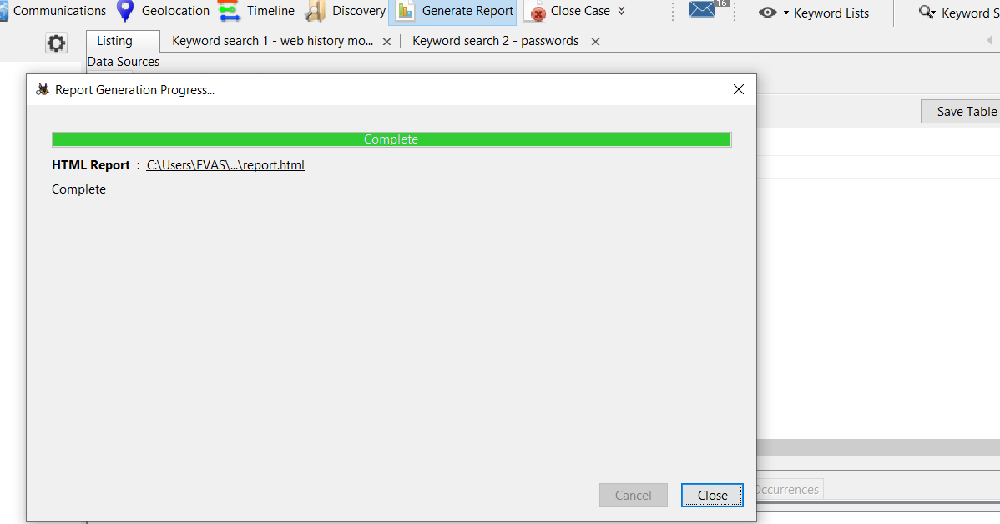 Communications Geolocation Timeline Discovery Generate Report Close Case 16 Keyword Lists Keyword S
Listing Keyword search 1 - web history mo... Keyword search 2 - passwords
Data Sources
Report Generation Progress...
Save Table
Complete
HTML Report : C:\Users\EVAS\...\report.html
Complete
Cancel Close
Occurrences